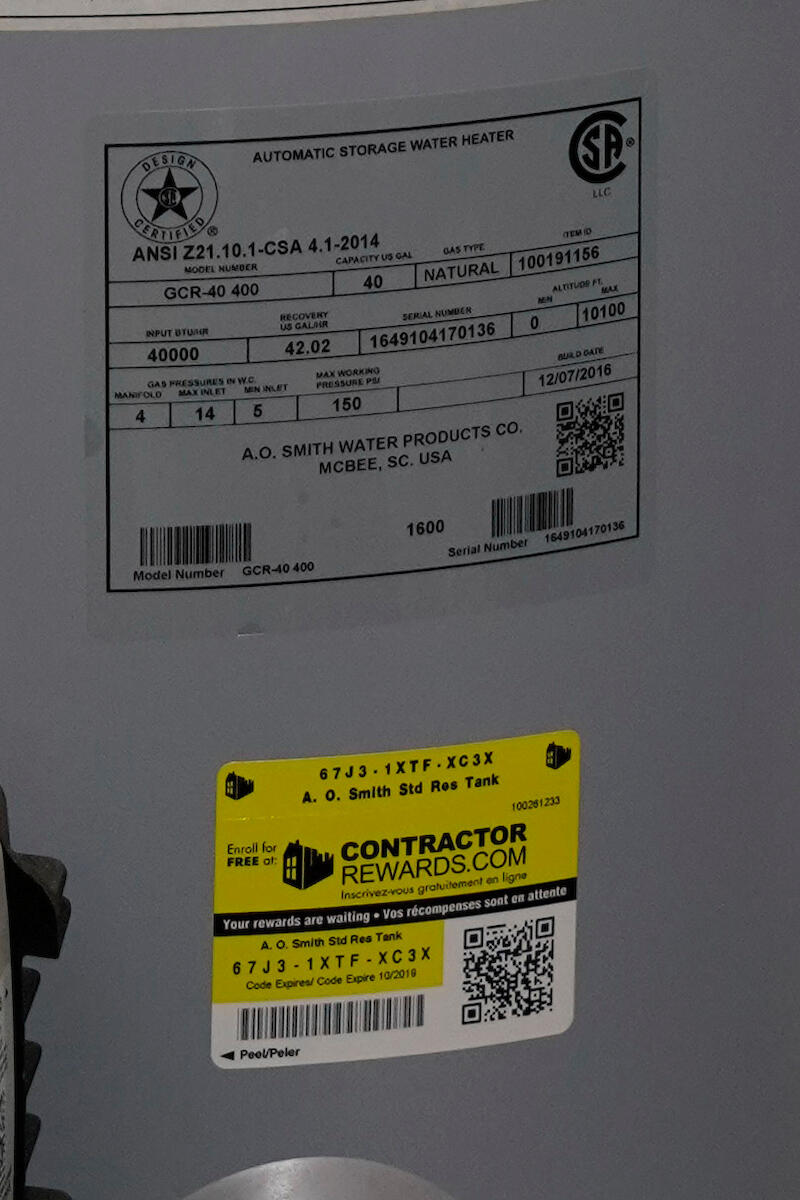 DESIGN
CERTIFIED
®
AUTOMATIC STORAGE WATER HEATER
SA ®
LLC
ANSI Z21.10.1-CSA 4.1-2014
MODEL NUMBER CAPACITY US GAL GAS TYPE ITEM ID
GCR-40 400 40 NATURAL 100191156
INPUT BTU/HR RECOVERY US GAL/HR SERIAL NUMBER ALTITUDE FT. MIN MAX
40000 42.02 1649104170136 0 10100
GAS PRESSURES IN W.C. MAX WORKING BUILD DATE
MANIFOLD MAX INLET MIN INLET PRESSURE PSI 12/07/2016
4 14 5 150
A.O. SMITH WATER PRODUCTS CO.
MCBEE, SC. USA
1600
Model Number GCR-40 400 Serial Number 1649104170136
67J3-1XTF-XC3X
A. O. Smith Std Res Tank
100261233
Enroll for
FREE at:
CONTRACTOR
REWARDS.COM
Inscrivez-vous gratuitement en ligne
Your rewards are waiting • Vos récompenses sont en attente
A. O. Smith Std Res Tank
67J3-1XTF-XC3X
Code Expires/ Code Expire 10/2019
Peel/Peler